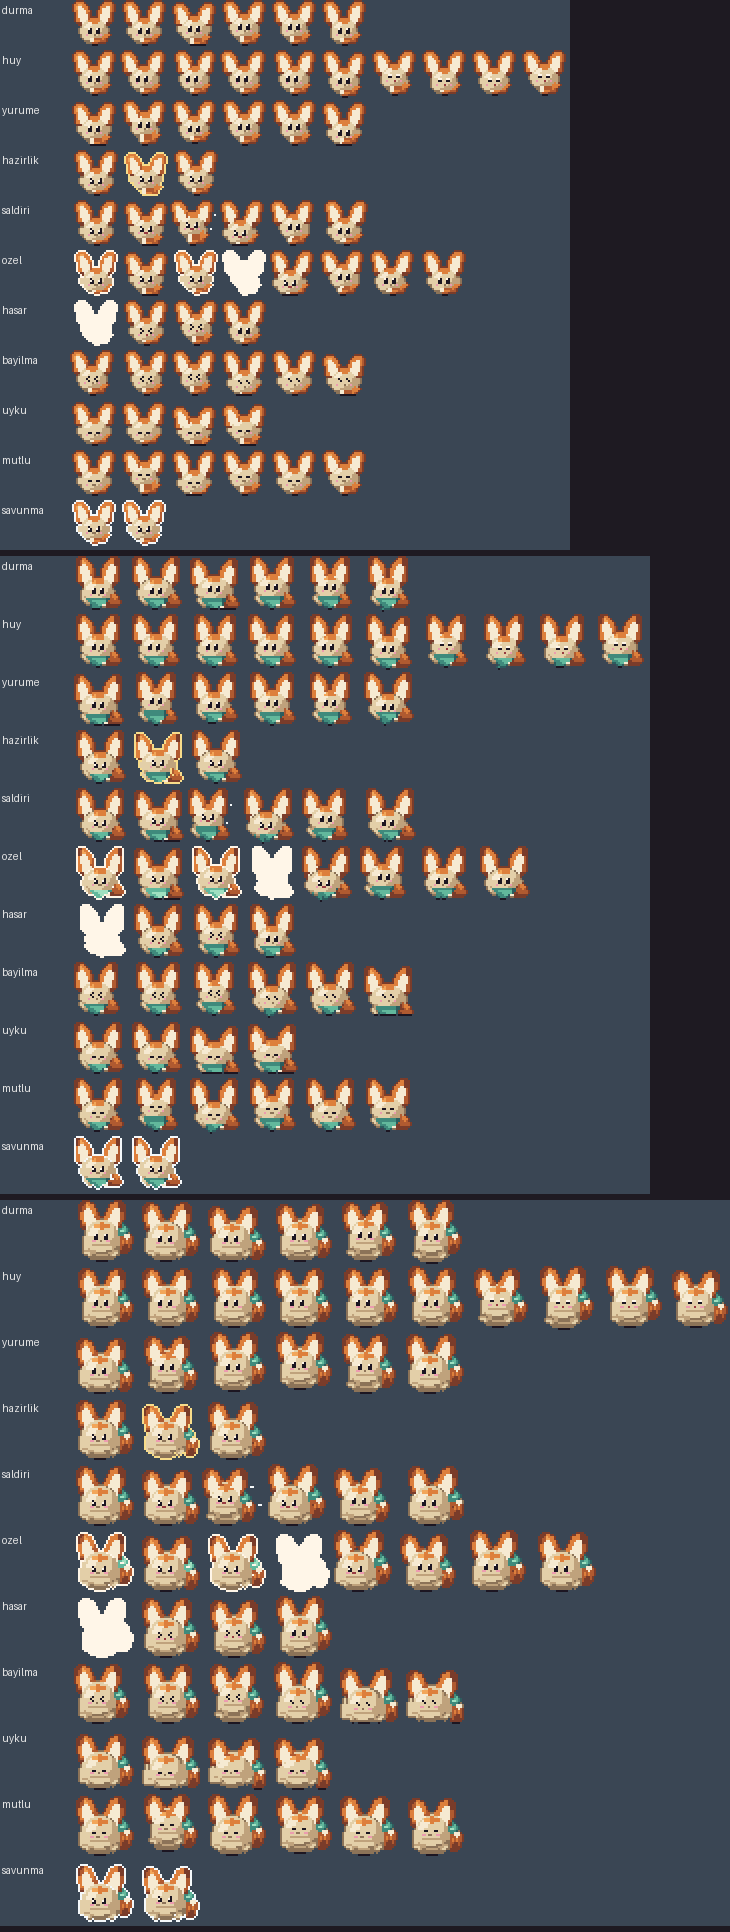 durma
huy
yurume
hazirlik
saldiri
ozel
hasar
bayilma
uyku
mutlu
savunma
durma
huy
yurume
hazirlik
saldiri
ozel
hasar
bayilma
uyku
mutlu
savunma
durma
huy
yurume
hazirlik
saldiri
ozel
hasar
bayilma
uyku
mutlu
savunma